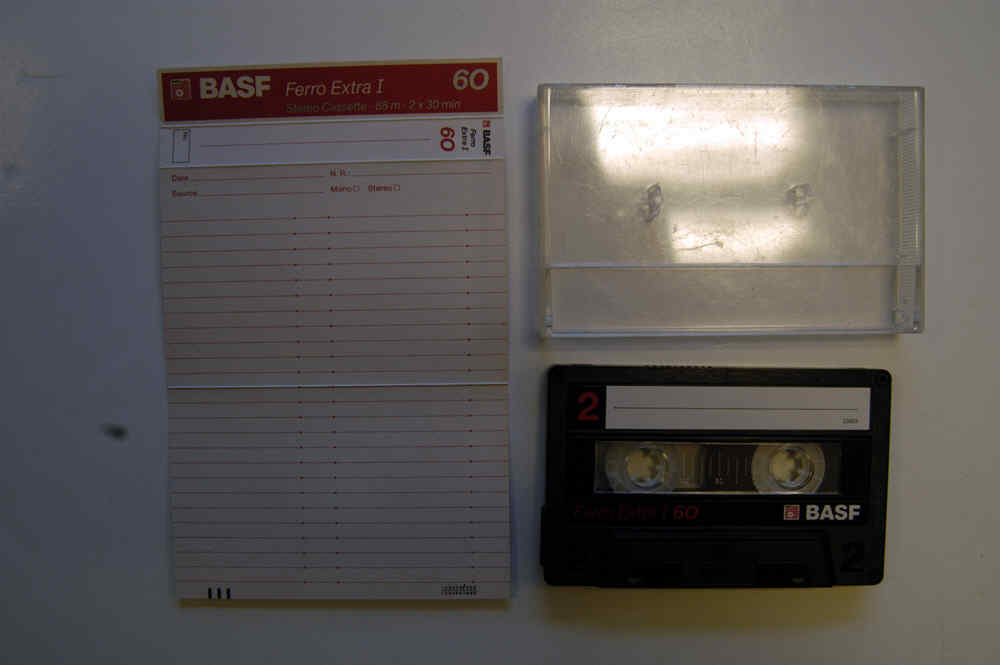 BASF Ferro Extra I 60
Stereo Cassette · 88 m · 2 x 30 min
No.
60
Ferro Extra I
BASF
Date
N. R.:
Source
Mono Stereo
2
Ferro Extra I 60
BASF
2